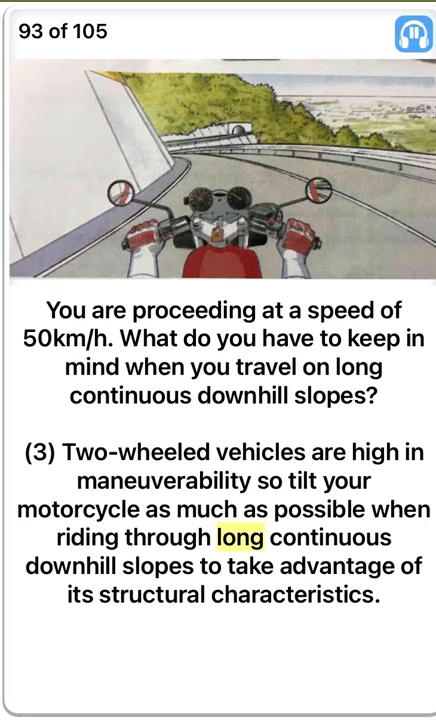 93 of 105
You are proceeding at a speed of
50km/h. What do you have to keep in
mind when you travel on long
continuous downhill slopes?
(3) Two-wheeled vehicles are high in
maneuverability so tilt your
motorcycle as much as possible when
riding through long continuous
downhill slopes to take advantage of
its structural characteristics.